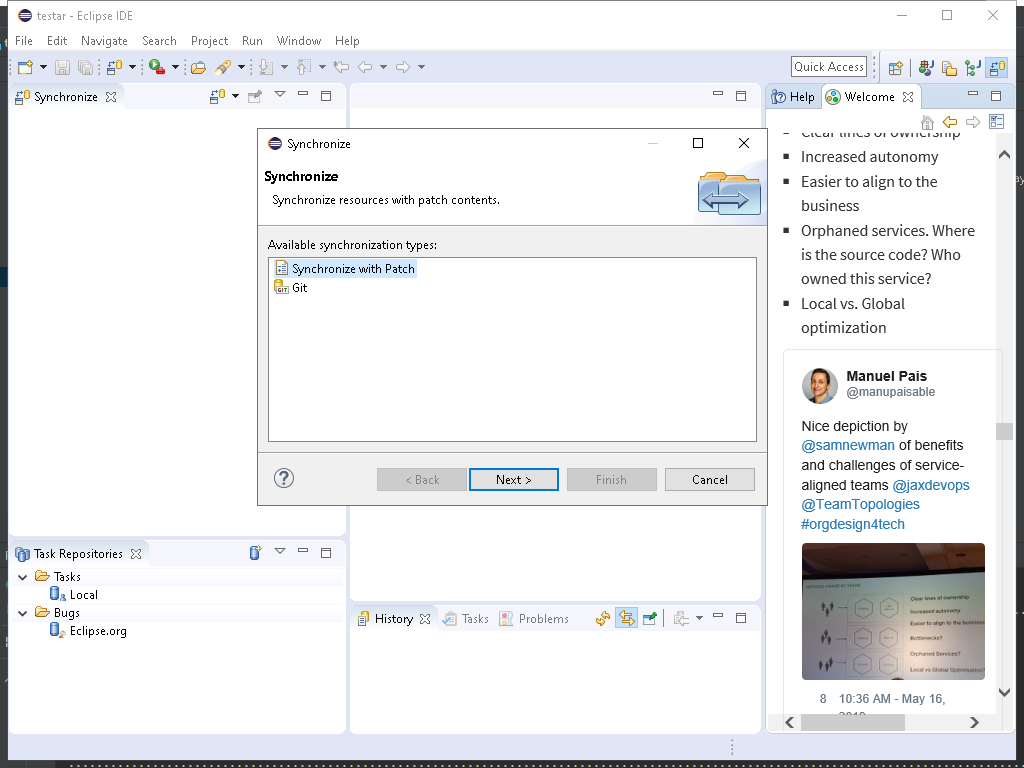 testar - Eclipse IDE
File Edit Navigate Search Project Run Window Help
Quick Access
Synchronize
Help Welcome
Clear lines of ownership
Increased autonomy
Easier to align to the
business
Orphaned services. Where
is the source code? Who
owned this service?
Local vs. Global
optimization
Manuel Pais
@manupaisable
Nice depiction by
@samnewman of benefits
and challenges of service-
aligned teams @jaxdevops
@TeamTopologies
#orgdesign4tech
Clear lines of ownership
Increased autonomy
Easier to align to the business
Bottlenecks?
Orphaned Services?
Local vs Global Optimisation?
8 10:36 AM - May 16,
Synchronize
Synchronize
Synchronize resources with patch contents.
Available synchronization types:
Synchronize with Patch
GIT Git
? < Back Next > Finish Cancel
Task Repositories
Tasks
Local
Bugs
Eclipse.org
History Tasks Problems